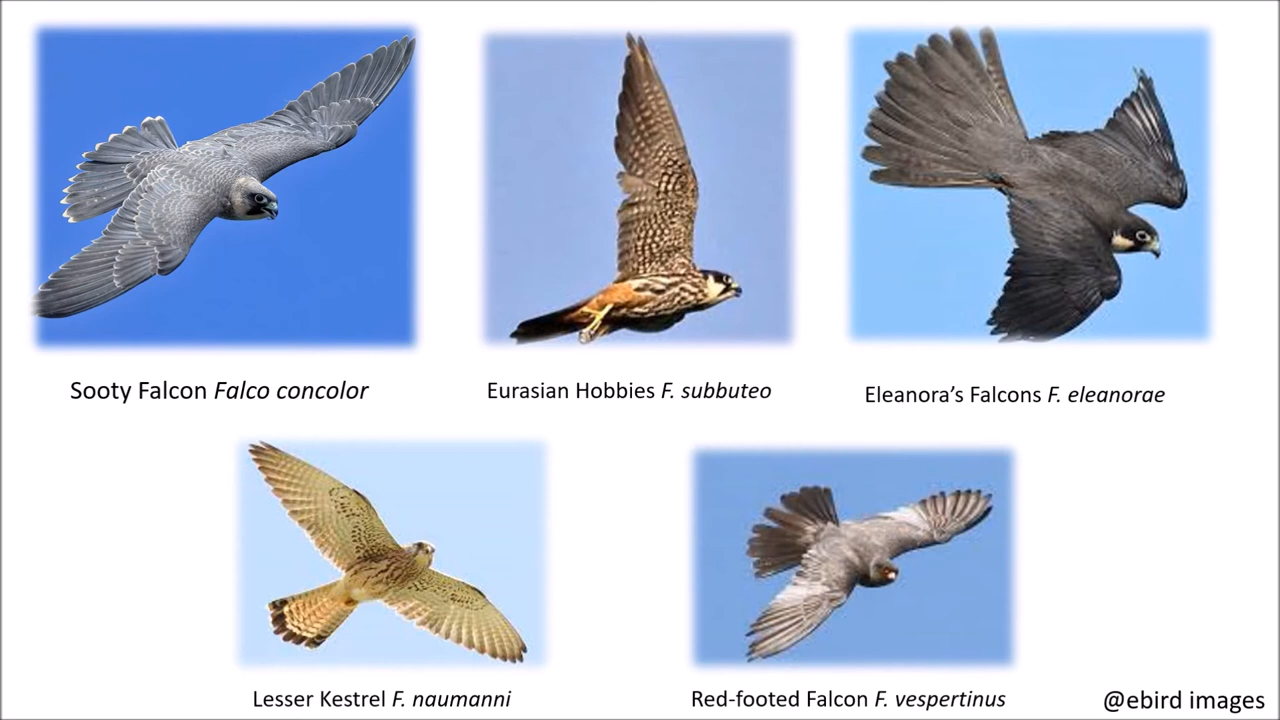 Sooty Falcon Falco concolor
Eurasian Hobbies F. subbuteo
Eleanora’s Falcons F. eleanorae
Lesser Kestrel F. naumanni
Red-footed Falcon F. vespertinus
@ebird images